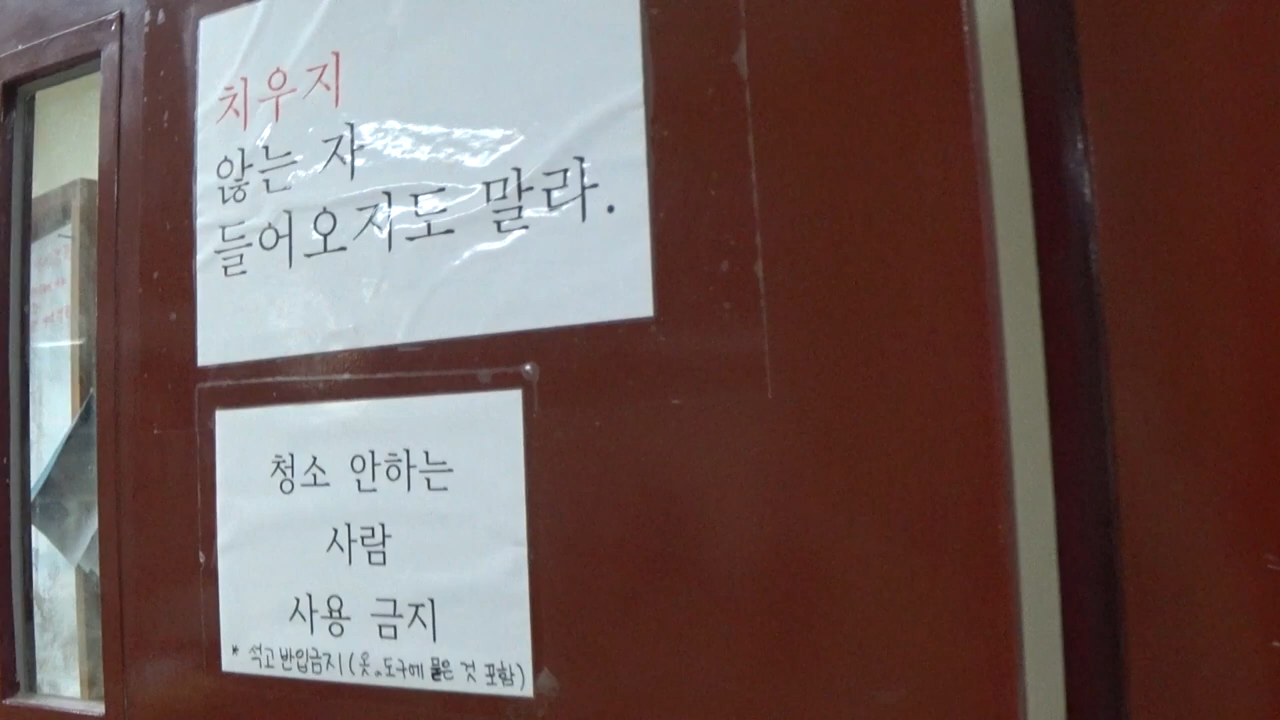 치우지
않는 자
들어오지도 말라.
청소 안하는
사람
사용 금지
* 석고 반입금지 (옷, 도구에 묻은 것 포함)